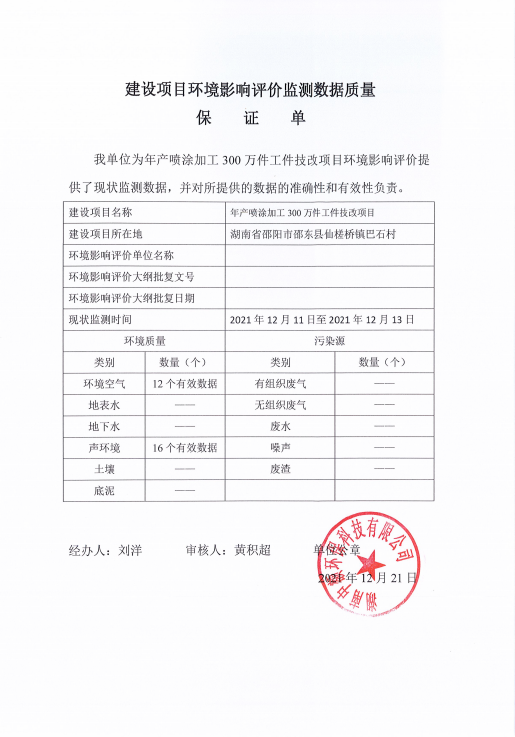 建设项目环境影响评价监测数据质量
保 证 单
我单位为年产喷涂加工 300 万件工件技改项目环境影响评价提
供了现状监测数据，并对所提供的数据的准确性和有效性负责。
建设项目名称 年产喷涂加工 300 万件工件技改项目
建设项目所在地 湖南省邵阳市邵东县仙槎桥镇巴石村
环境影响评价单位名称
环境影响评价大纲批复文号
环境影响评价大纲批复日期
现状监测时间 2021 年 12 月 11 日至 2021 年 12 月 13 日
环境质量 污染源
类别 数量（个） 类别 数量（个）
环境空气 12 个有效数据 有组织废气 ——
地表水 —— 无组织废气 ——
地下水 —— 废水 ——
声环境 16 个有效数据 噪声 ——
土壤 —— 废渣 ——
底泥 ——
经办人：刘洋 审核人：黄积超 单位公章
2021 年 12 月 21 日
湖南中 环 科技有限公司